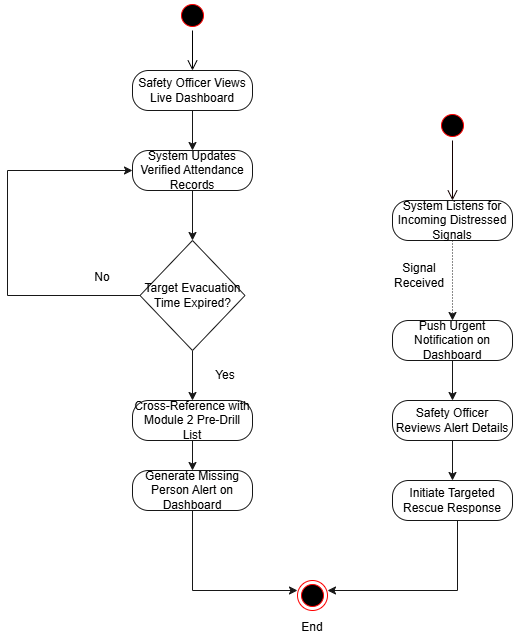 Safety Officer Views
Live Dashboard
System Updates
Verified Attendance
Records
No
Target Evacuation
Time Expired?
Yes
Cross-Reference with
Module 2 Pre-Drill
List
Generate Missing
Person Alert on
Dashboard
System Listens for
Incoming Distressed
Signals
Signal
Received
Push Urgent
Notification on
Dashboard
Safety Officer
Reviews Alert Details
Initiate Targeted
Rescue Response
End